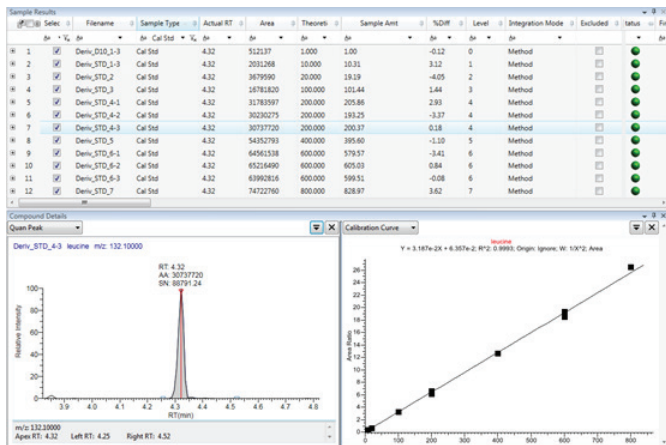 Sample Results
Selec Filename Sample Type Actual RT Area Theoreti Sample Amt %Diff Level Integration Mode Excluded tatus
Cal Std
1 Deriv_D10_1-3 Cal Std 4.32 512137 1.000 1.00 -0.12 0 Method
2 Deriv_STD_1-3 Cal Std 4.32 2031268 10.000 10.31 3.12 1 Method
3 Deriv_STD_2 Cal Std 4.32 3679590 20.000 19.19 -4.05 2 Method
4 Deriv_STD_3 Cal Std 4.32 16781820 100.000 101.44 1.44 3 Method
5 Deriv_STD_4-1 Cal Std 4.32 31783597 200.000 205.86 2.93 4 Method
6 Deriv_STD_4-2 Cal Std 4.32 30230275 200.000 193.25 -3.37 4 Method
7 Deriv_STD_4-3 Cal Std 4.32 30737720 200.000 200.37 0.18 4 Method
8 Deriv_STD_5 Cal Std 4.32 54352793 400.000 395.60 -1.10 5 Method
9 Deriv_STD_6-1 Cal Std 4.32 64561538 600.000 579.57 -3.41 6 Method
10 Deriv_STD_6-2 Cal Std 4.32 65216490 600.000 605.03 0.84 6 Method
11 Deriv_STD_6-3 Cal Std 4.32 63992816 600.000 599.51 -0.08 6 Method
12 Deriv_STD_7 Cal Std 4.32 74722760 800.000 828.97 3.62 7 Method
Compound Details
Quan Peak
Deriv_STD_4-3 leucine m/z: 132.10000
RT: 4.32
AA: 30737720
SN: 88791.24
100
80
60
40
20
0
Relative Intensity
3.9 4.0 4.1 4.2 4.3 4.4 4.5 4.6 4.7 4.8
RT(min)
m/z: 132.10000
Apex RT: 4.32 Left RT: 4.25 Right RT: 4.52
Calibration Curve
leucine
Y = 3.187e-2X + 6.357e-2; R^2: 0.9993; Origin: Ignore; W: 1/X^2; Area
26
24
22
20
18
16
14
12
10
8
6
4
2
0
Area Ratio
0 100 200 300 400 500 600 700 800